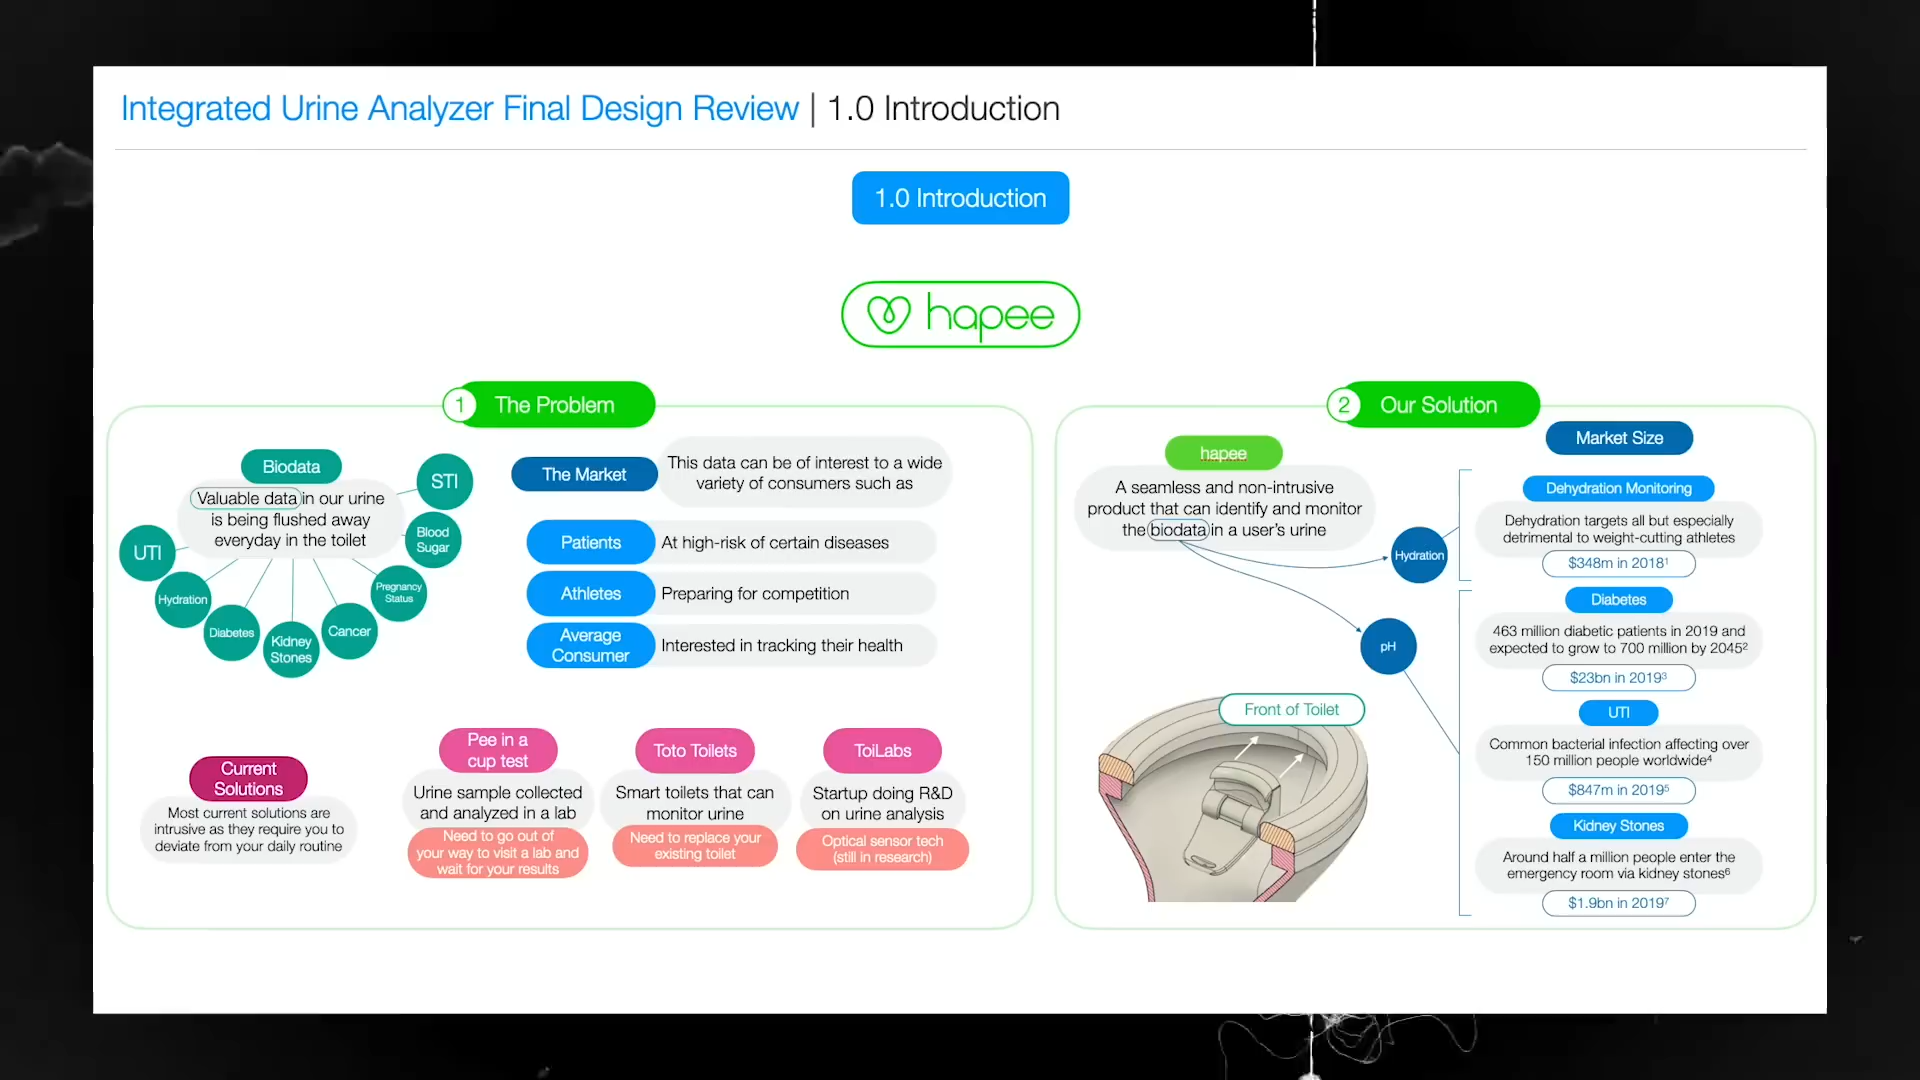 Integrated Urine Analyzer Final Design Review | 1.0 Introduction
1.0 Introduction
hapee
1 The Problem
Biodata
Valuable data in our urine
is being flushed away
everyday in the toilet
STI
Blood
Sugar
Pregnancy
Status
Cancer
Kidney
Stones
Diabetes
Hydration
UTI
The Market
This data can be of interest to a wide
variety of consumers such as
Patients
At high-risk of certain diseases
Athletes
Preparing for competition
Average
Consumer
Interested in tracking their health
Current
Solutions
Most current solutions are
intrusive as they require you to
deviate from your daily routine
Pee in a
cup test
Urine sample collected
and analyzed in a lab
Need to go out of
your way to visit a lab and
wait for your results
Toto Toilets
Smart toilets that can
monitor urine
Need to replace your
existing toilet
ToiLabs
Startup doing R&D
on urine analysis
Optical sensor tech
(still in research)
2 Our Solution
hapee
A seamless and non-intrusive
product that can identify and monitor
the biodata in a user's urine
Hydration
pH
Front of Toilet
Market Size
Dehydration Monitoring
Dehydration targets all but especially
detrimental to weight-cutting athletes
$348m in 2018¹
Diabetes
463 million diabetic patients in 2019 and
expected to grow to 700 million by 2045²
$23bn in 2019³
UTI
Common bacterial infection affecting over
150 million people worldwide⁴
$847m in 2019⁵
Kidney Stones
Around half a million people enter the
emergency room via kidney stones⁶
$1.9bn in 2019⁷